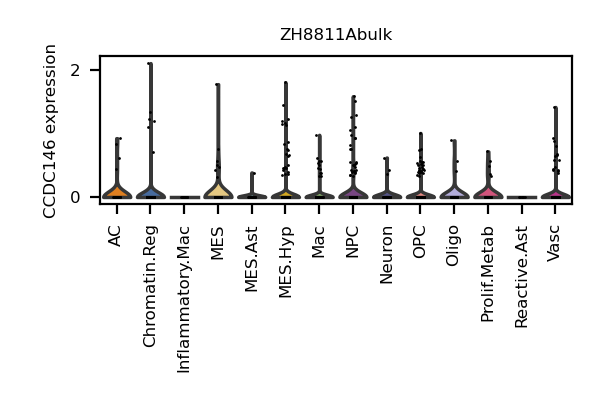 ZH8811Abulk
CCDC146 expression
2
0
AC
Chromatin.Reg
Inflammatory.Mac
MES
MES.Ast
MES.Hyp
Mac
NPC
Neuron
OPC
Oligo
Prolif.Metab
Reactive.Ast
Vasc